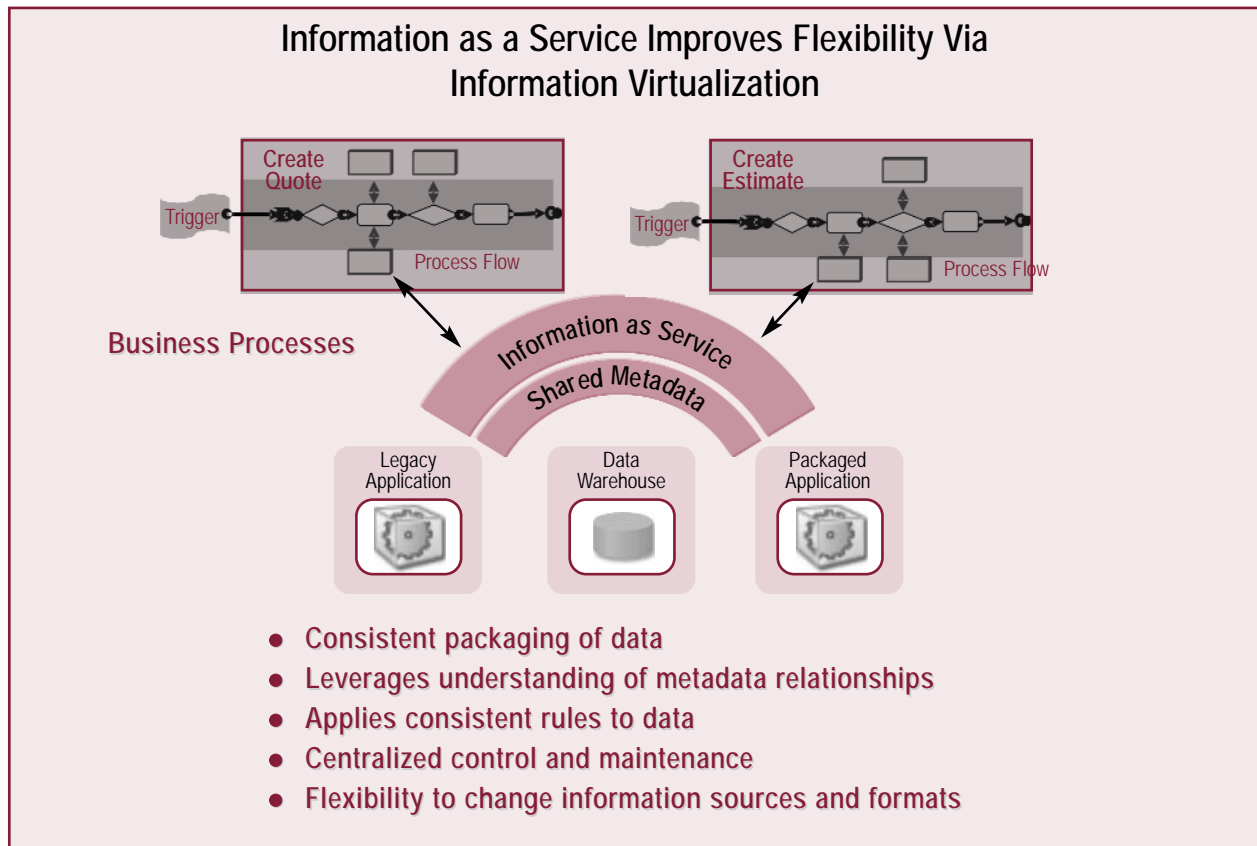 Information as a Service Improves Flexibility Via
Information Virtualization
Create
Quote
Trigger
Process Flow
Create
Estimate
Trigger
Process Flow
Business Processes
Information as Service
Shared Metadata
Legacy
Application
Data
Warehouse
Packaged
Application
● Consistent packaging of data
● Leverages understanding of metadata relationships
● Applies consistent rules to data
● Centralized control and maintenance
● Flexibility to change information sources and formats